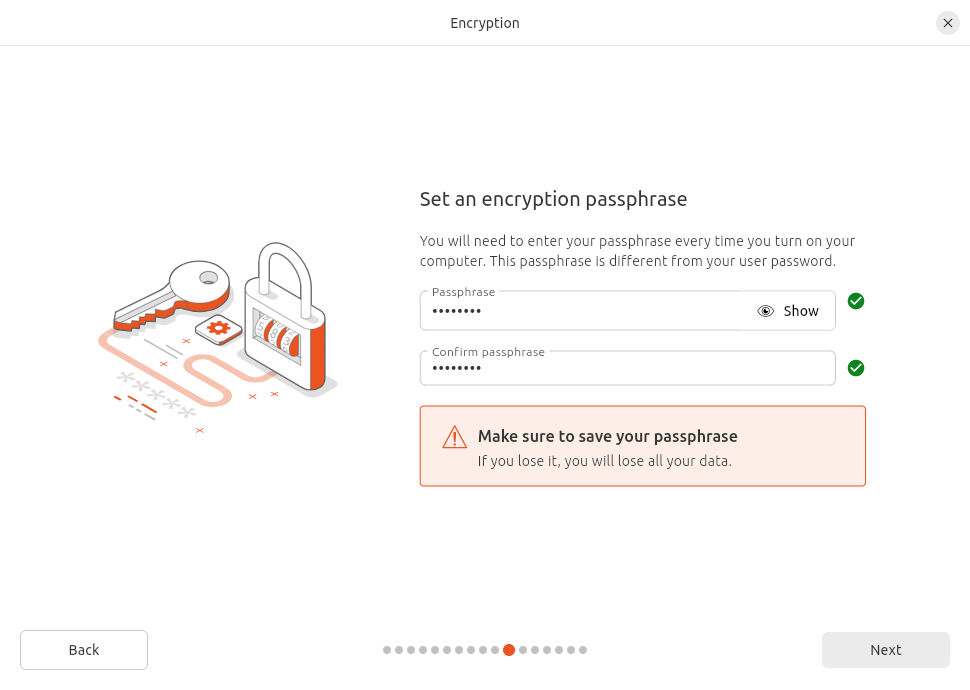 Encryption
Set an encryption passphrase
You will need to enter your passphrase every time you turn on your
computer. This passphrase is different from your user password.
Passphrase
••••••••
Show
Confirm passphrase
••••••••
Make sure to save your passphrase
If you lose it, you will lose all your data.
Back
Next